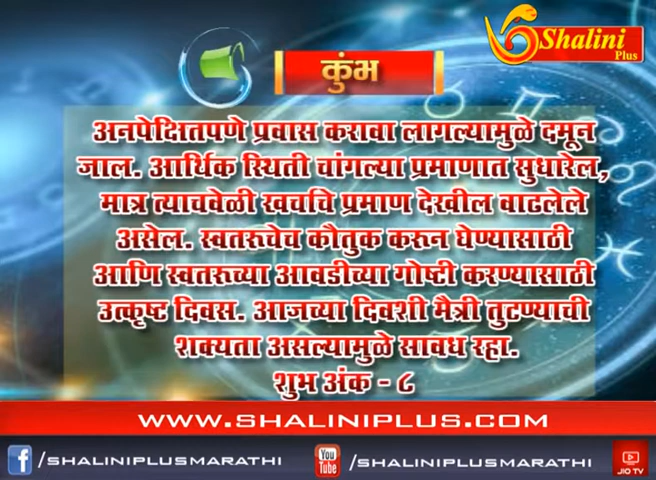 Shalini
Plus
कुंभ
अनपेक्षितपणे प्रवास करावा लागल्यामुळे दमून
जाल. आर्थिक स्थिती चांगल्या प्रमाणात सुधारेल,
मात्र त्याचवेळी खर्चाचे प्रमाण देखील वाढलेले
असेल. स्वतःचेच कौतुक करून घेण्यासाठी
आणि स्वतःच्या आवडीच्या गोष्टी करण्यासाठी
उत्कृष्ट दिवस. आजच्या दिवशी मैत्री तुटण्याची
शक्यता असल्यामुळे सावध रहा.
शुभ अंक - ८
WWW.SHALINIPLUS.COM
f /SHALINIPLUSMARATHI You Tube /SHALINIPLUSMARATHI JIO TV